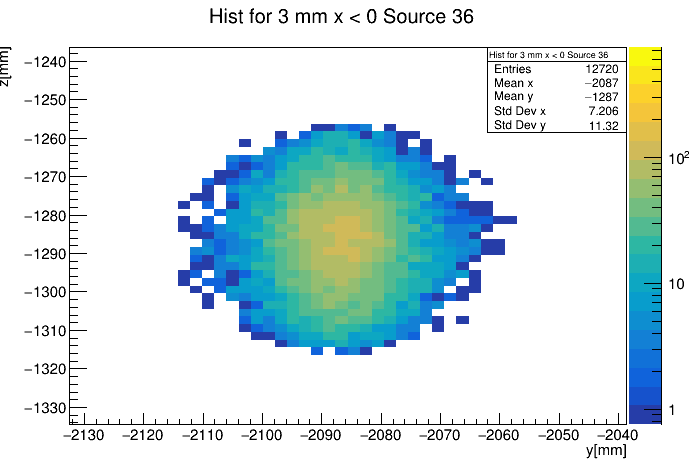 Hist for 3 mm x < 0 Source 36
z[mm]
−1240
−1250
−1260
−1270
−1280
−1290
−1300
−1310
−1320
−1330
Hist for 3 mm x < 0 Source 36
Entries 12720
Mean x −2087
Mean y −1287
Std Dev x 7.206
Std Dev y 11.32
10²
10
1
−2130 −2120 −2110 −2100 −2090 −2080 −2070 −2060 −2050 −2040
y[mm]